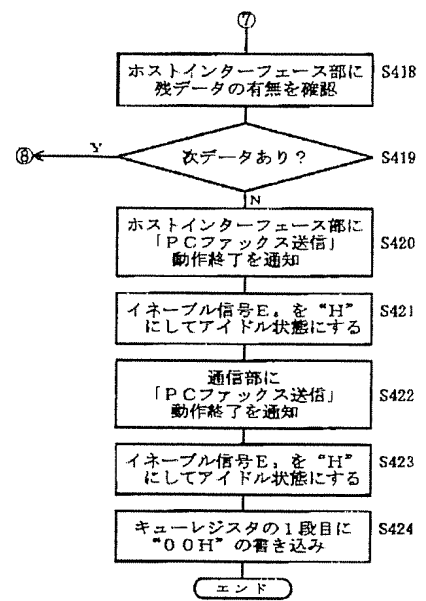 ⑦
ホストインターフェース部に
残データの有無を確認
S418
次データあり?
S419
Y
⑧
N
ホストインターフェース部に
「PCファックス送信」
動作終了を通知
S420
イネーブル信号E₄を"H"
にしてアイドル状態にする
S421
通信部に
「PCファックス送信」
動作終了を通知
S422
イネーブル信号E₃を"H"
にしてアイドル状態にする
S423
キューレジスタの1段目に
"00H"の書き込み
S424
エンド